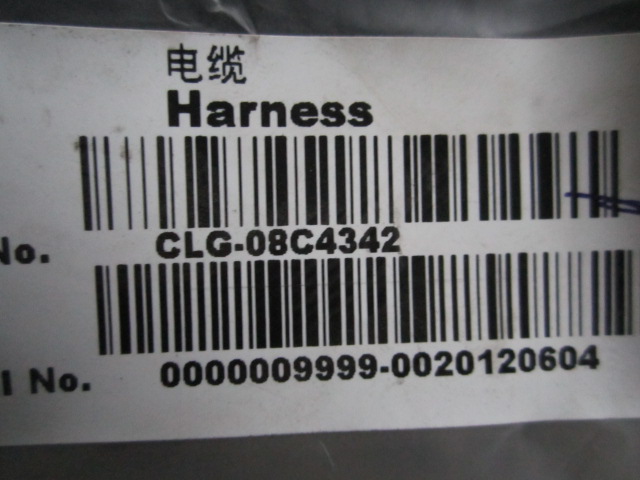 电缆
Harness
No.
CLG-08C4342
l No.
0000009999-0020120604